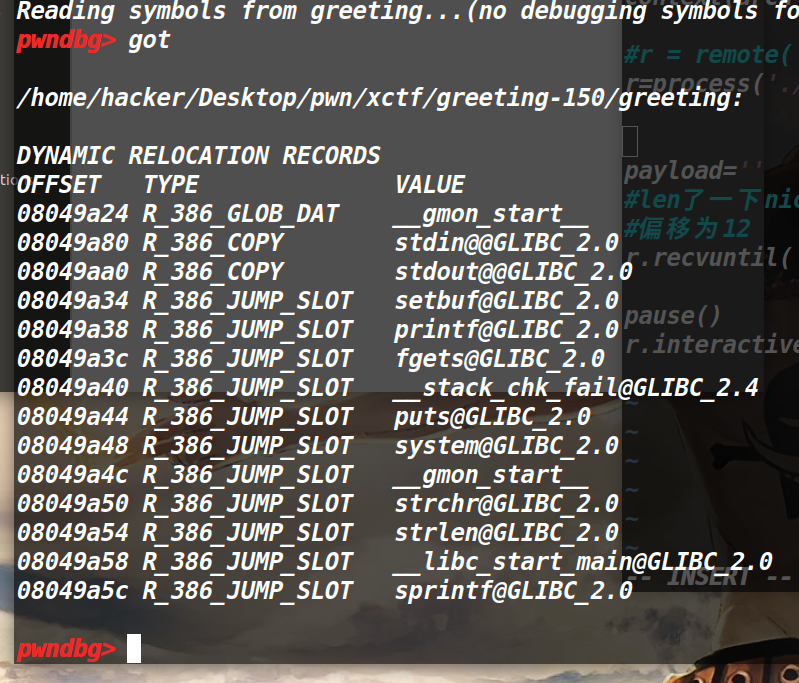 Reading symbols from greeting...(no debugging symbols fo
pwndbg> got
/home/hacker/Desktop/pwn/xctf/greeting-150/greeting:
DYNAMIC RELOCATION RECORDS
OFFSET   TYPE              VALUE
08049a24 R_386_GLOB_DAT    __gmon_start__
08049a80 R_386_COPY        stdin@@GLIBC_2.0
08049aa0 R_386_COPY        stdout@@GLIBC_2.0
08049a34 R_386_JUMP_SLOT   setbuf@GLIBC_2.0
08049a38 R_386_JUMP_SLOT   printf@GLIBC_2.0
08049a3c R_386_JUMP_SLOT   fgets@GLIBC_2.0
08049a40 R_386_JUMP_SLOT   __stack_chk_fail@GLIBC_2.4
08049a44 R_386_JUMP_SLOT   puts@GLIBC_2.0
08049a48 R_386_JUMP_SLOT   system@GLIBC_2.0
08049a4c R_386_JUMP_SLOT   __gmon_start__
08049a50 R_386_JUMP_SLOT   strchr@GLIBC_2.0
08049a54 R_386_JUMP_SLOT   strlen@GLIBC_2.0
08049a58 R_386_JUMP_SLOT   __libc_start_main@GLIBC_2.0
08049a5c R_386_JUMP_SLOT   sprintf@GLIBC_2.0
pwndbg>
#r = remote(
r=process('./
payload=''
#len了一下nic
#偏移为12
r.recvuntil(
pause()
r.interactive
~
~
~
~
~
~
-- INSERT --